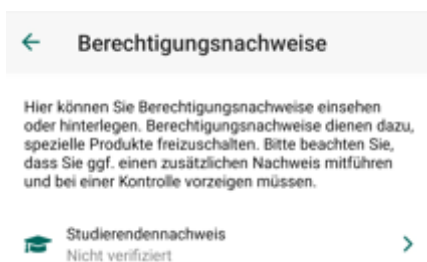 Berechtigungsnachweise
Hier können Sie Berechtigungsnachweise einsehen
oder hinterlegen. Berechtigungsnachweise dienen dazu,
spezielle Produkte freizuschalten. Bitte beachten Sie,
dass Sie ggf. einen zusätzlichen Nachweis mitführen
und bei einer Kontrolle vorzeigen müssen.
Studierendennachweis
Nicht verifiziert